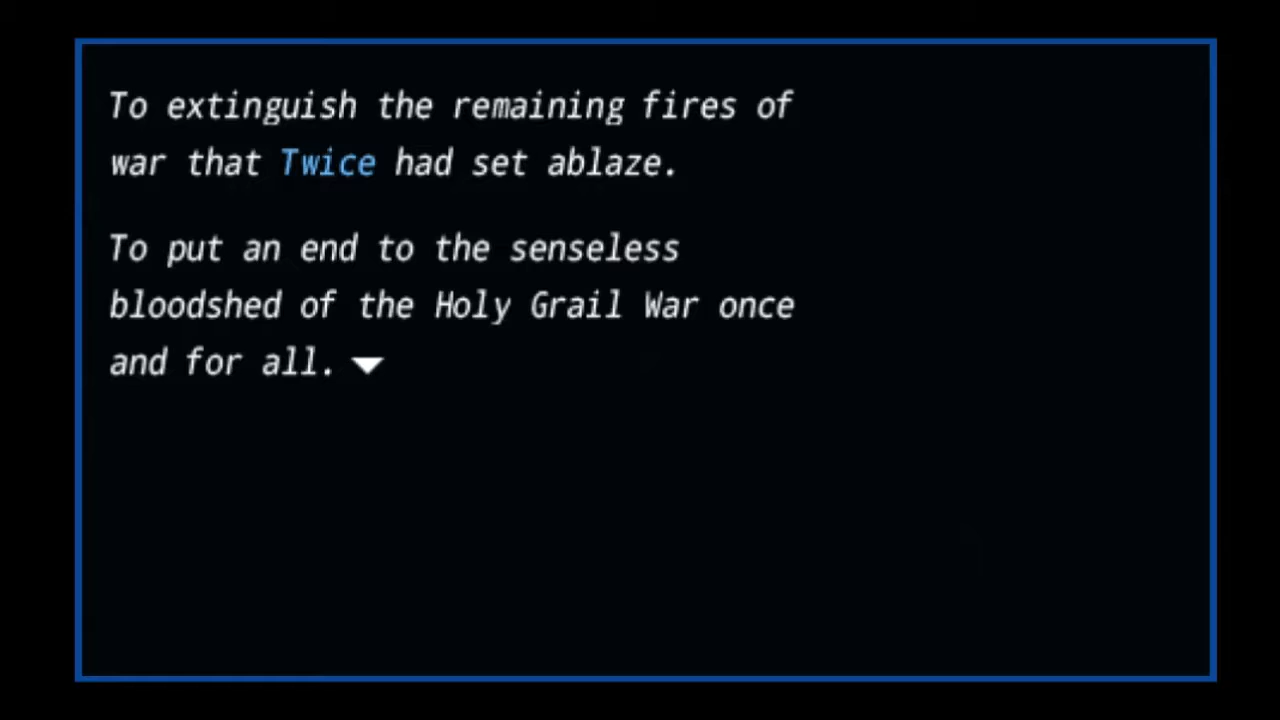 To extinguish the remaining fires of
war that Twice had set ablaze.
To put an end to the senseless
bloodshed of the Holy Grail War once
and for all.